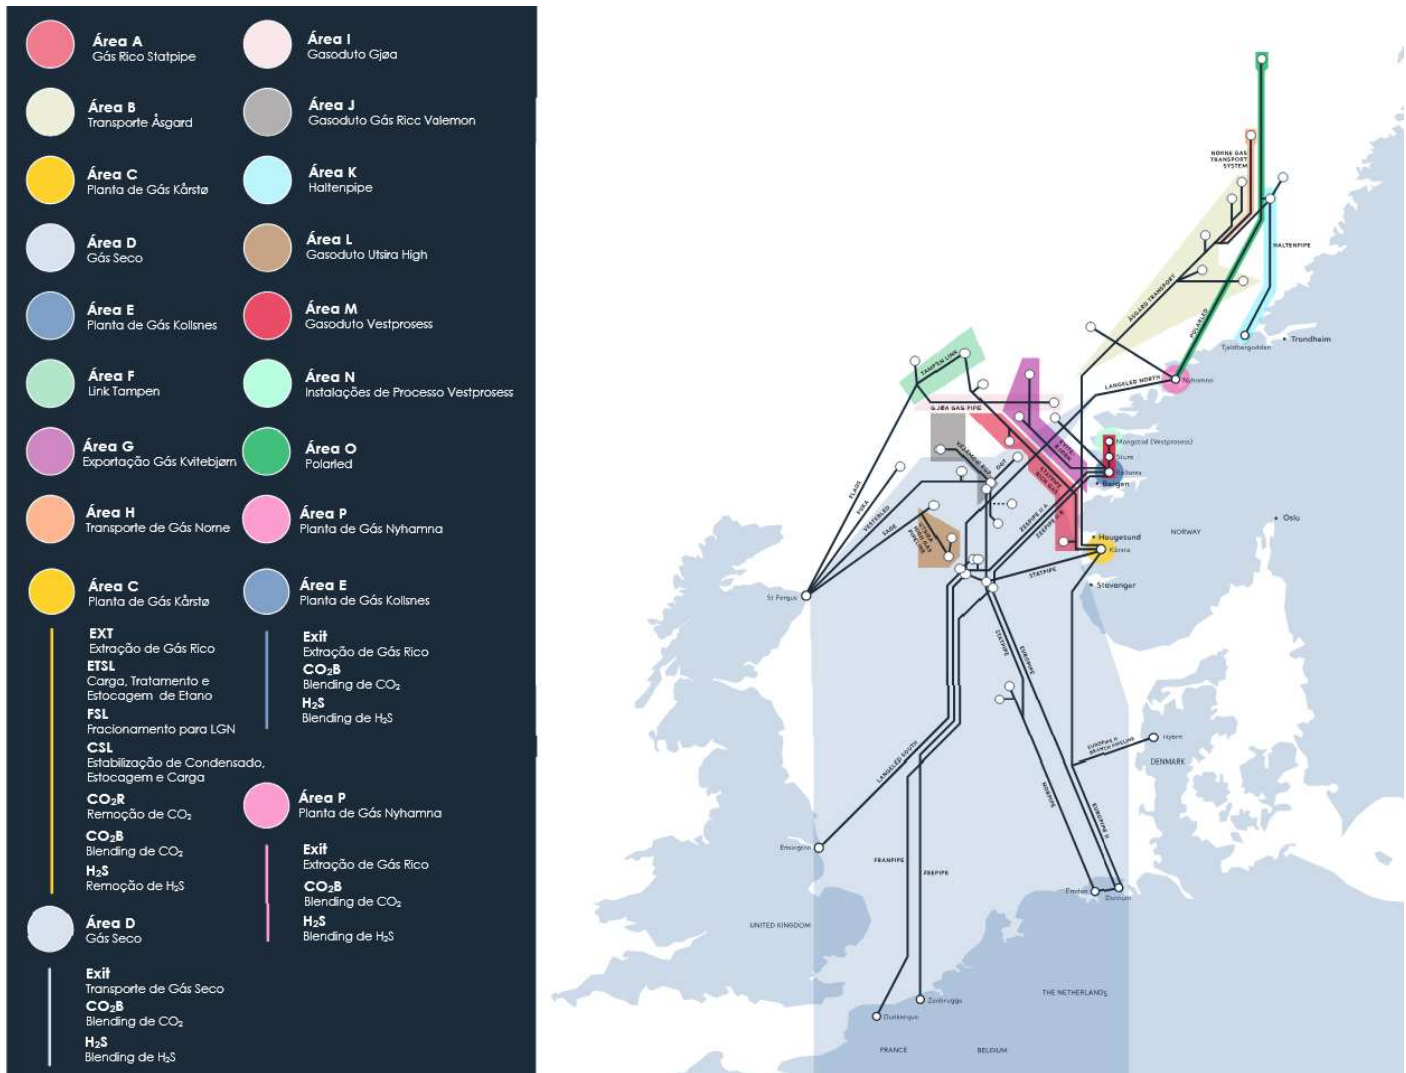 Área A
Gás Rico Statpipe
Área B
Transporte Åsgard
Área C
Planta de Gás Kårstø
Área D
Gás Seco
Área E
Planta de Gás Kollsnes
Área F
Link Tampen
Área G
Exportação Gás Kvitebjørn
Área H
Transporte de Gás Norne
Área I
Gasoduto Gjøa
Área J
Gasoduto Gás Ricc Valemon
Área K
Haltenpipe
Área L
Gasoduto Utsira High
Área M
Gasoduto Vestprosess
Área N
Instalações de Processo Vestprosess
Área O
Polarled
Área P
Planta de Gás Nyhamna
Área C
Planta de Gás Kårstø
EXT
Extração de Gás Rico
ETSL
Carga, Tratamento e
Estocagem de Etano
FSL
Fracionamento para LGN
CSL
Estabilização de Condensado,
Estocagem e Carga
CO₂R
Remoção de CO₂
CO₂B
Blending de CO₂
H₂S
Remoção de H₂S
Área D
Gás Seco
Exit
Transporte de Gás Seco
CO₂B
Blending de CO₂
H₂S
Blending de H₂S
Área E
Planta de Gás Kollsnes
Exit
Extração de Gás Rico
CO₂B
Blending de CO₂
H₂S
Blending de H₂S
Área P
Planta de Gás Nyhamna
Exit
Extração de Gás Rico
CO₂B
Blending de CO₂
H₂S
Blending de H₂S
NORNE GAS
TRANSPORT
SYSTEM
HALTENPIPE
ÅSGARD TRANSPORT
POLARLED
Tjeldbergodden
Trondheim
LANGELED NORTH
Nyhamna
TAMPEN LINK
GJØA GAS PIPE
STATPIPE
RICH GAS
OGT
Mongstad (Vestprosess)
Sture
Kollsnes
Bergen
FLAGS
FUKA
VESTERLED
SAGE
UTSIRA
HIGH GAS
PIPELINE
ZEEPIPE II A
ZEEPIPE II B
NORWAY
Oslo
Haugesund
Kårstø
STATPIPE
Stavanger
St Fergus
STATPIPE
EUROPIPE
LANGELED SOUTH
EUROPIPE II
BRANCH PIPELINE
DENMARK
NORPIPE
EUROPIPE II
Easington
FRANPIPE
ZEEPIPE
Emden
Dornum
UNITED KINGDOM
THE NETHERLANDS
Zeebrugge
Dunkerque
FRANCE
BELGIUM